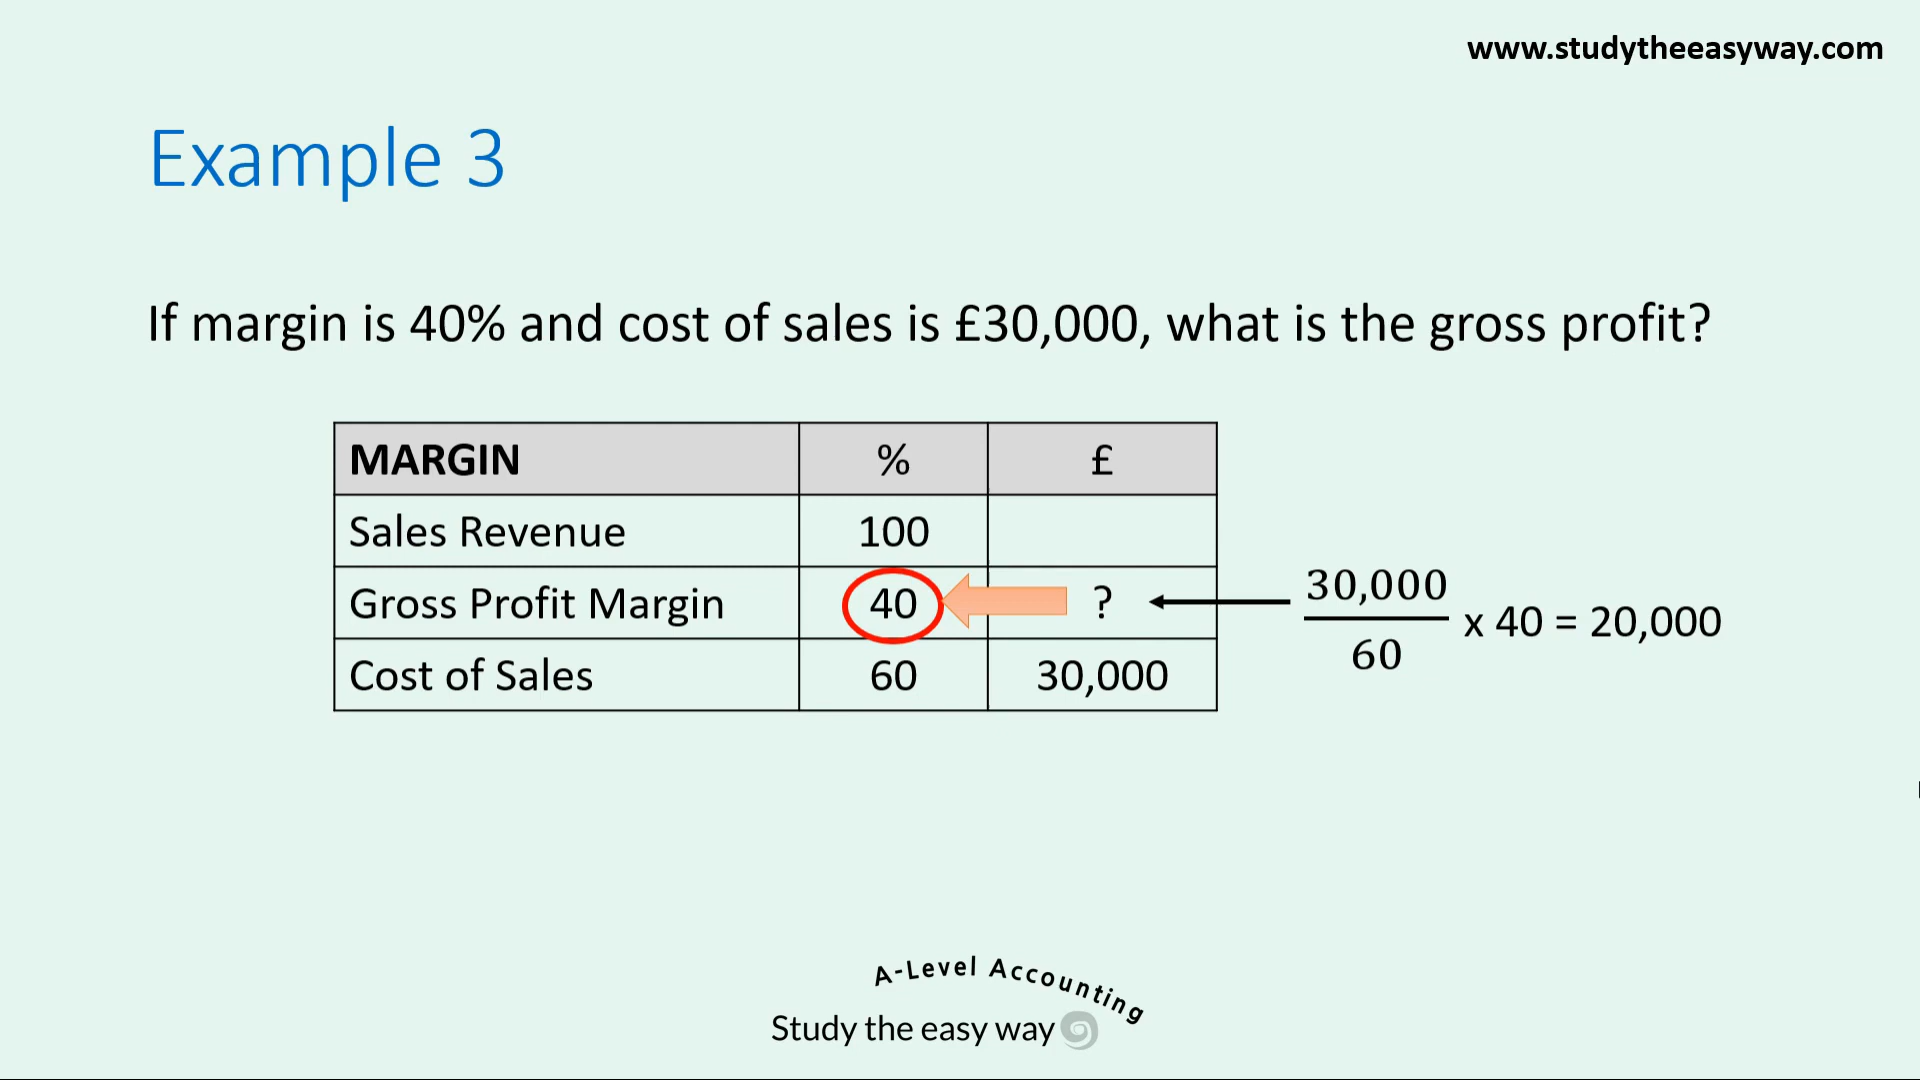 www.studytheeasyway.com
Example 3
If margin is 40% and cost of sales is £30,000, what is the gross profit?
MARGIN % £
Sales Revenue 100
Gross Profit Margin 40 ?
Cost of Sales 60 30,000
30,000
60
x 40 = 20,000
A-Level Accounting
Study the easy way